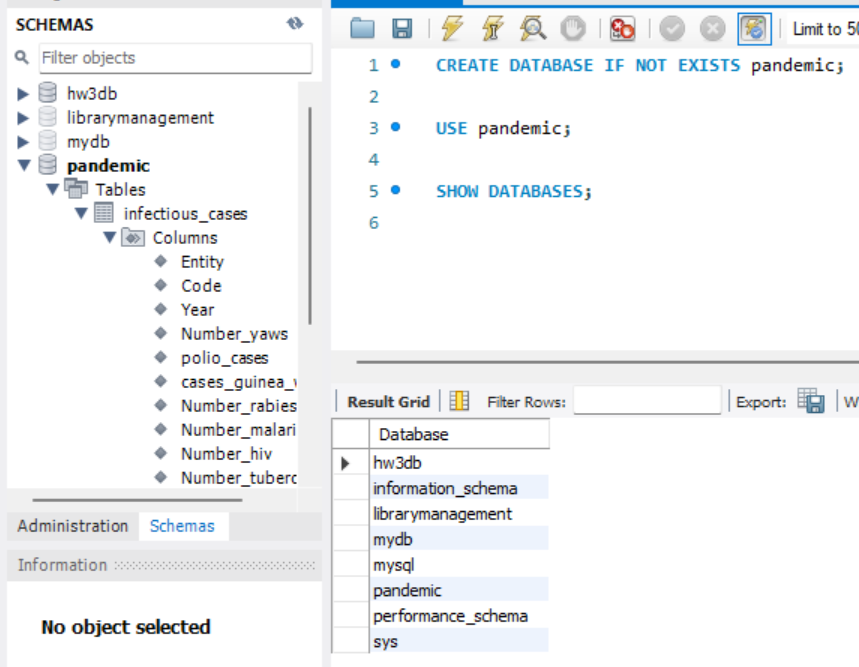 SCHEMAS
Filter objects
hw3db
librarymanagement
mydb
pandemic
Tables
infectious_cases
Columns
Entity
Code
Year
Number_yaws
polio_cases
cases_guinea_
Number_rabies
Number_malari
Number_hiv
Number_tuberc
Administration
Schemas
Information
No object selected
Limit to 50
1 CREATE DATABASE IF NOT EXISTS pandemic;
2
3 USE pandemic;
4
5 SHOW DATABASES;
6
Result Grid
Filter Rows:
Export:
W
Database
hw3db
information_schema
librarymanagement
mydb
mysql
pandemic
performance_schema
sys